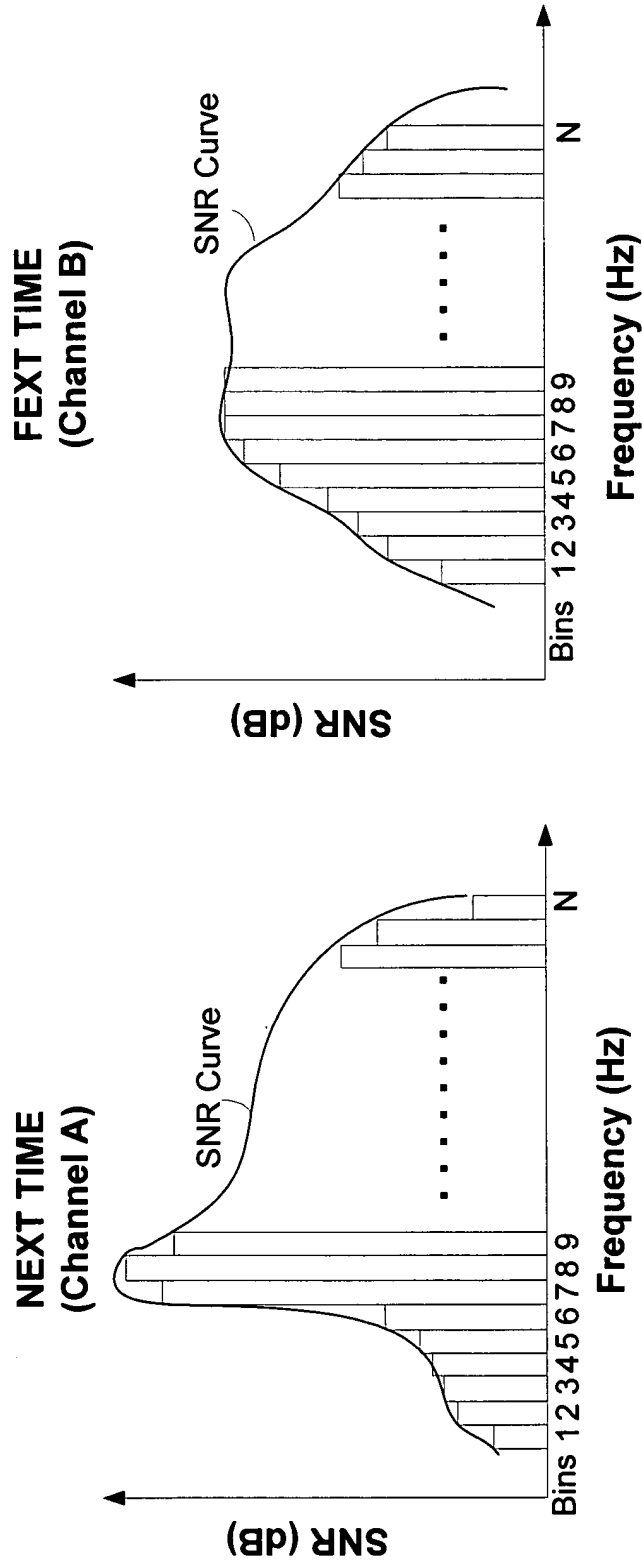 NEXT TIME
(Channel A)
SNR (dB)
SNR Curve
Bins 1 2 3 4 5 6 7 8 9 N
Frequency (Hz)
FEXT TIME
(Channel B)
SNR (dB)
SNR Curve
Bins 1 2 3 4 5 6 7 8 9 N
Frequency (Hz)